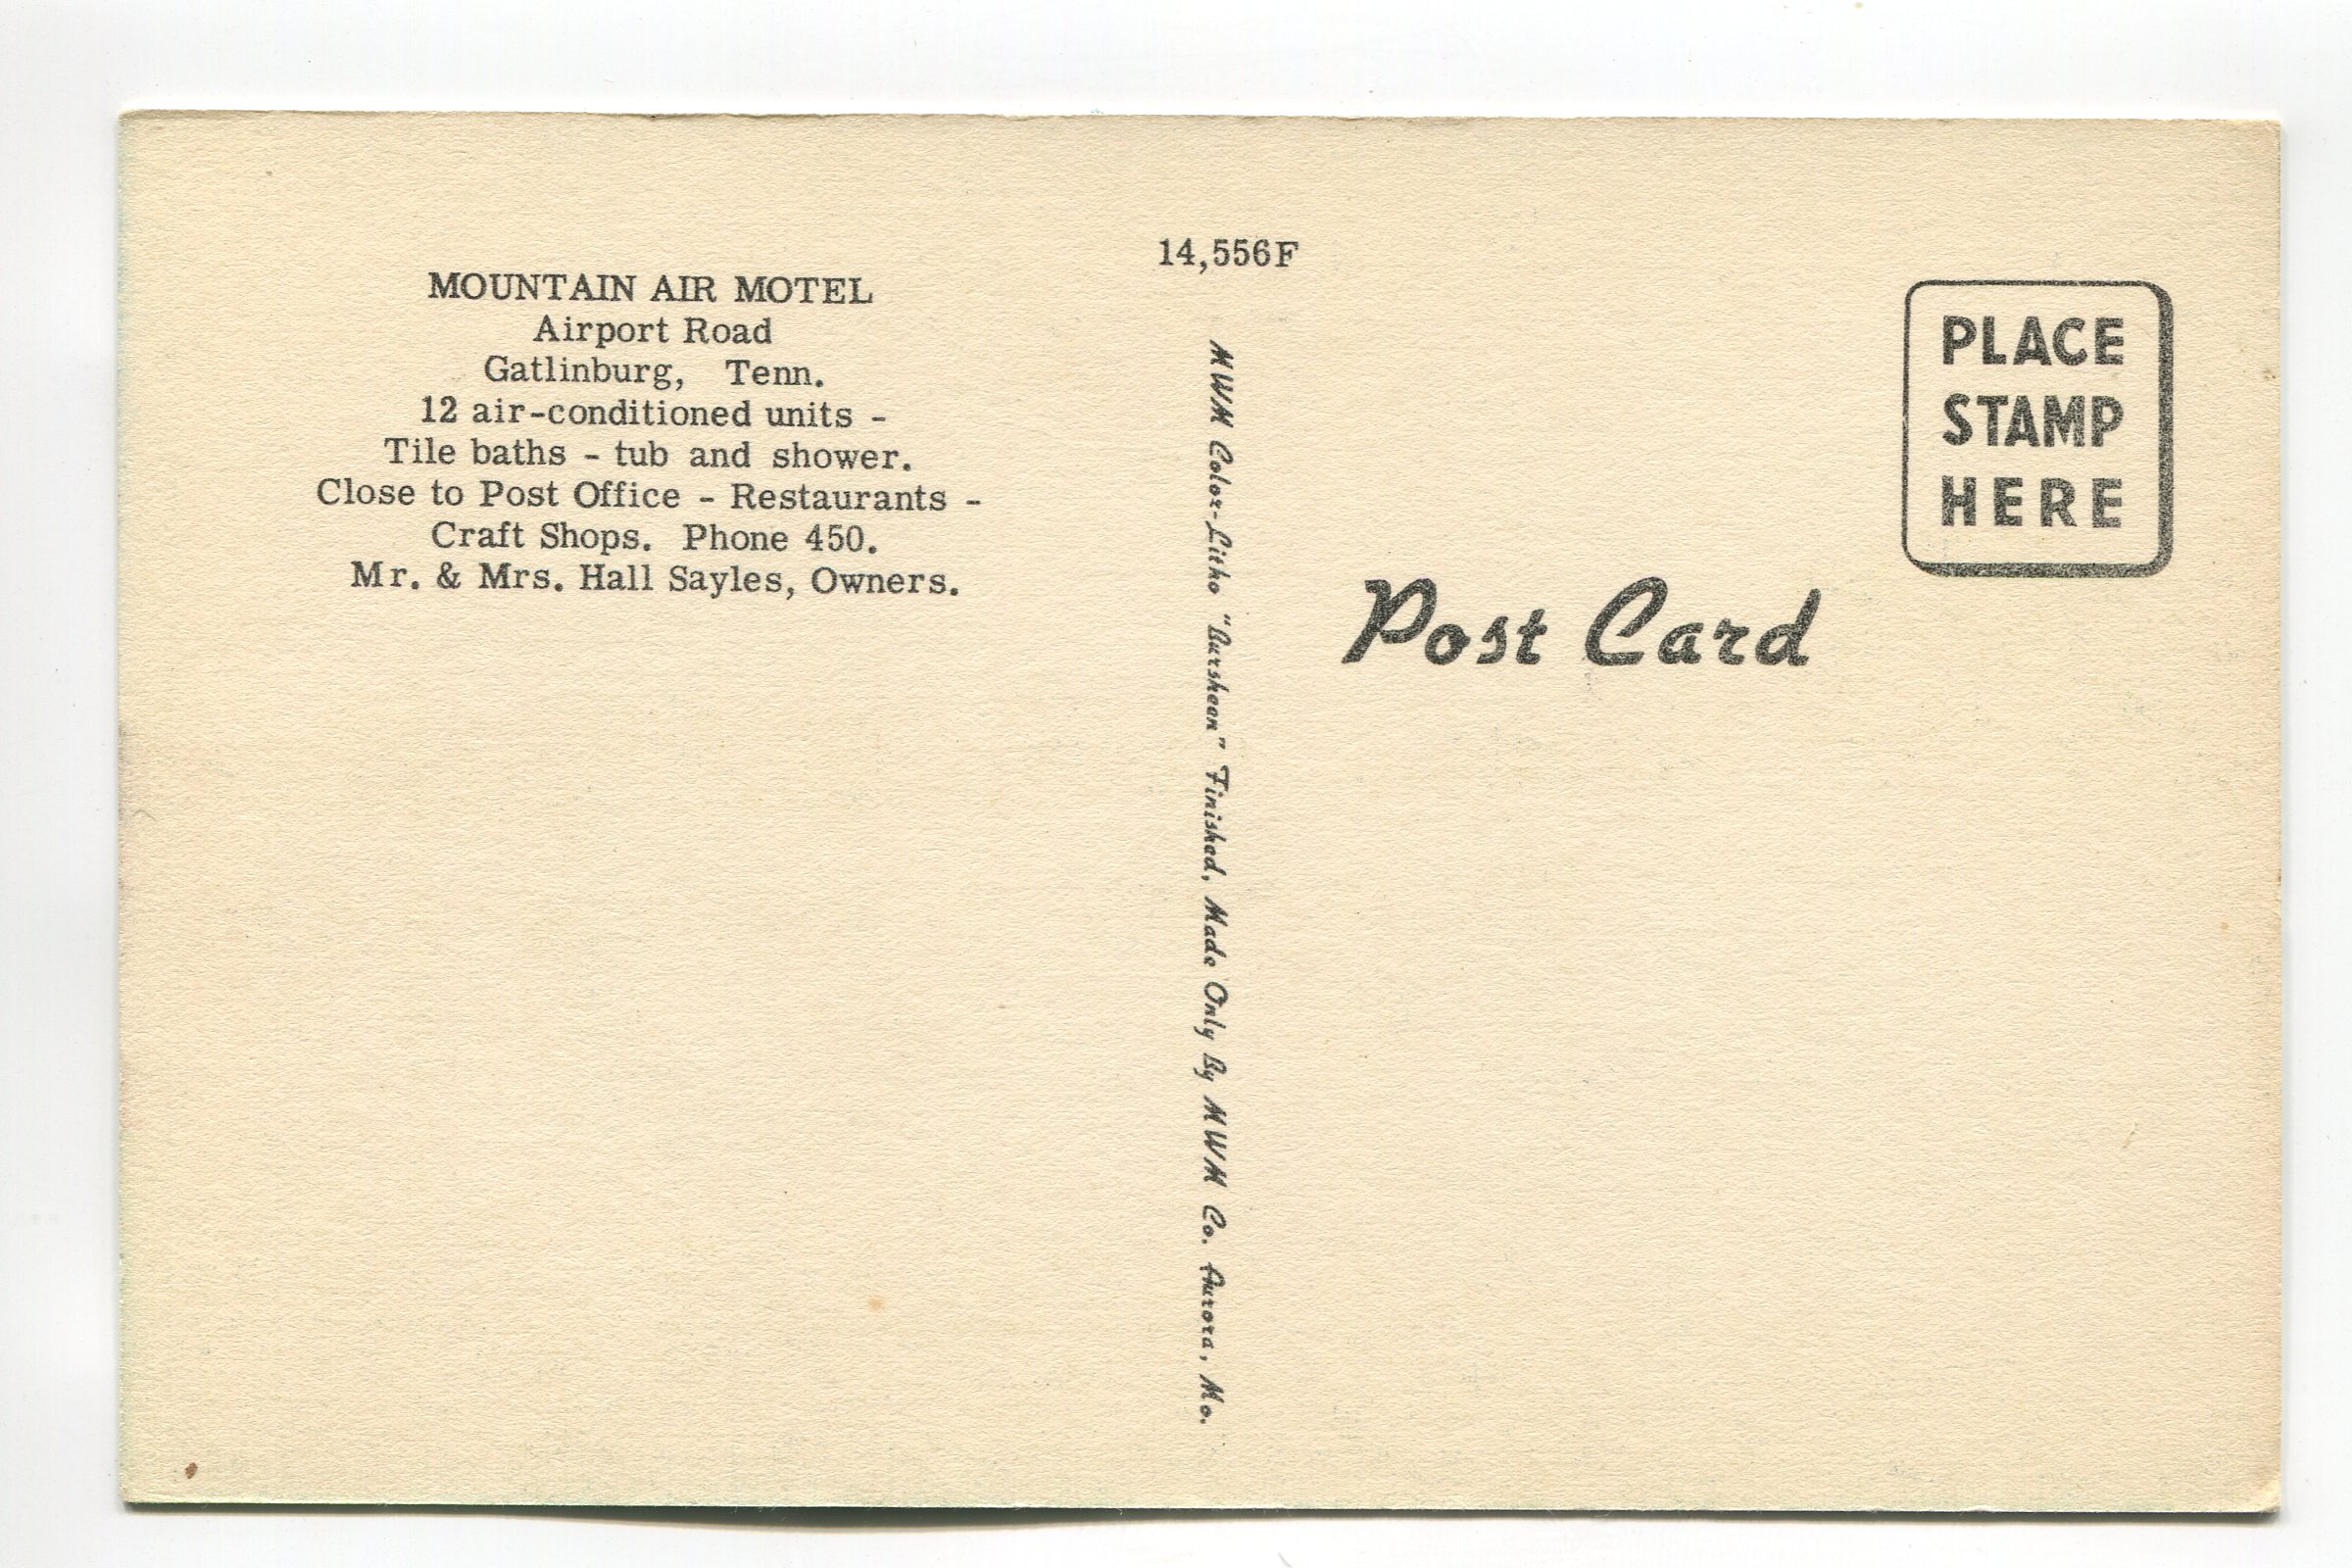 14,556F
MOUNTAIN AIR MOTEL
Airport Road
Gatlinburg, Tenn.
12 air-conditioned units -
Tile baths - tub and shower.
Close to Post Office - Restaurants -
Craft Shops. Phone 450.
Mr. & Mrs. Hall Sayles, Owners.
MWM Color-Litho "Bursheen" Finished, Made Only By MWM Co. Aurora, Mo.
PLACE
STAMP
HERE
Post Card